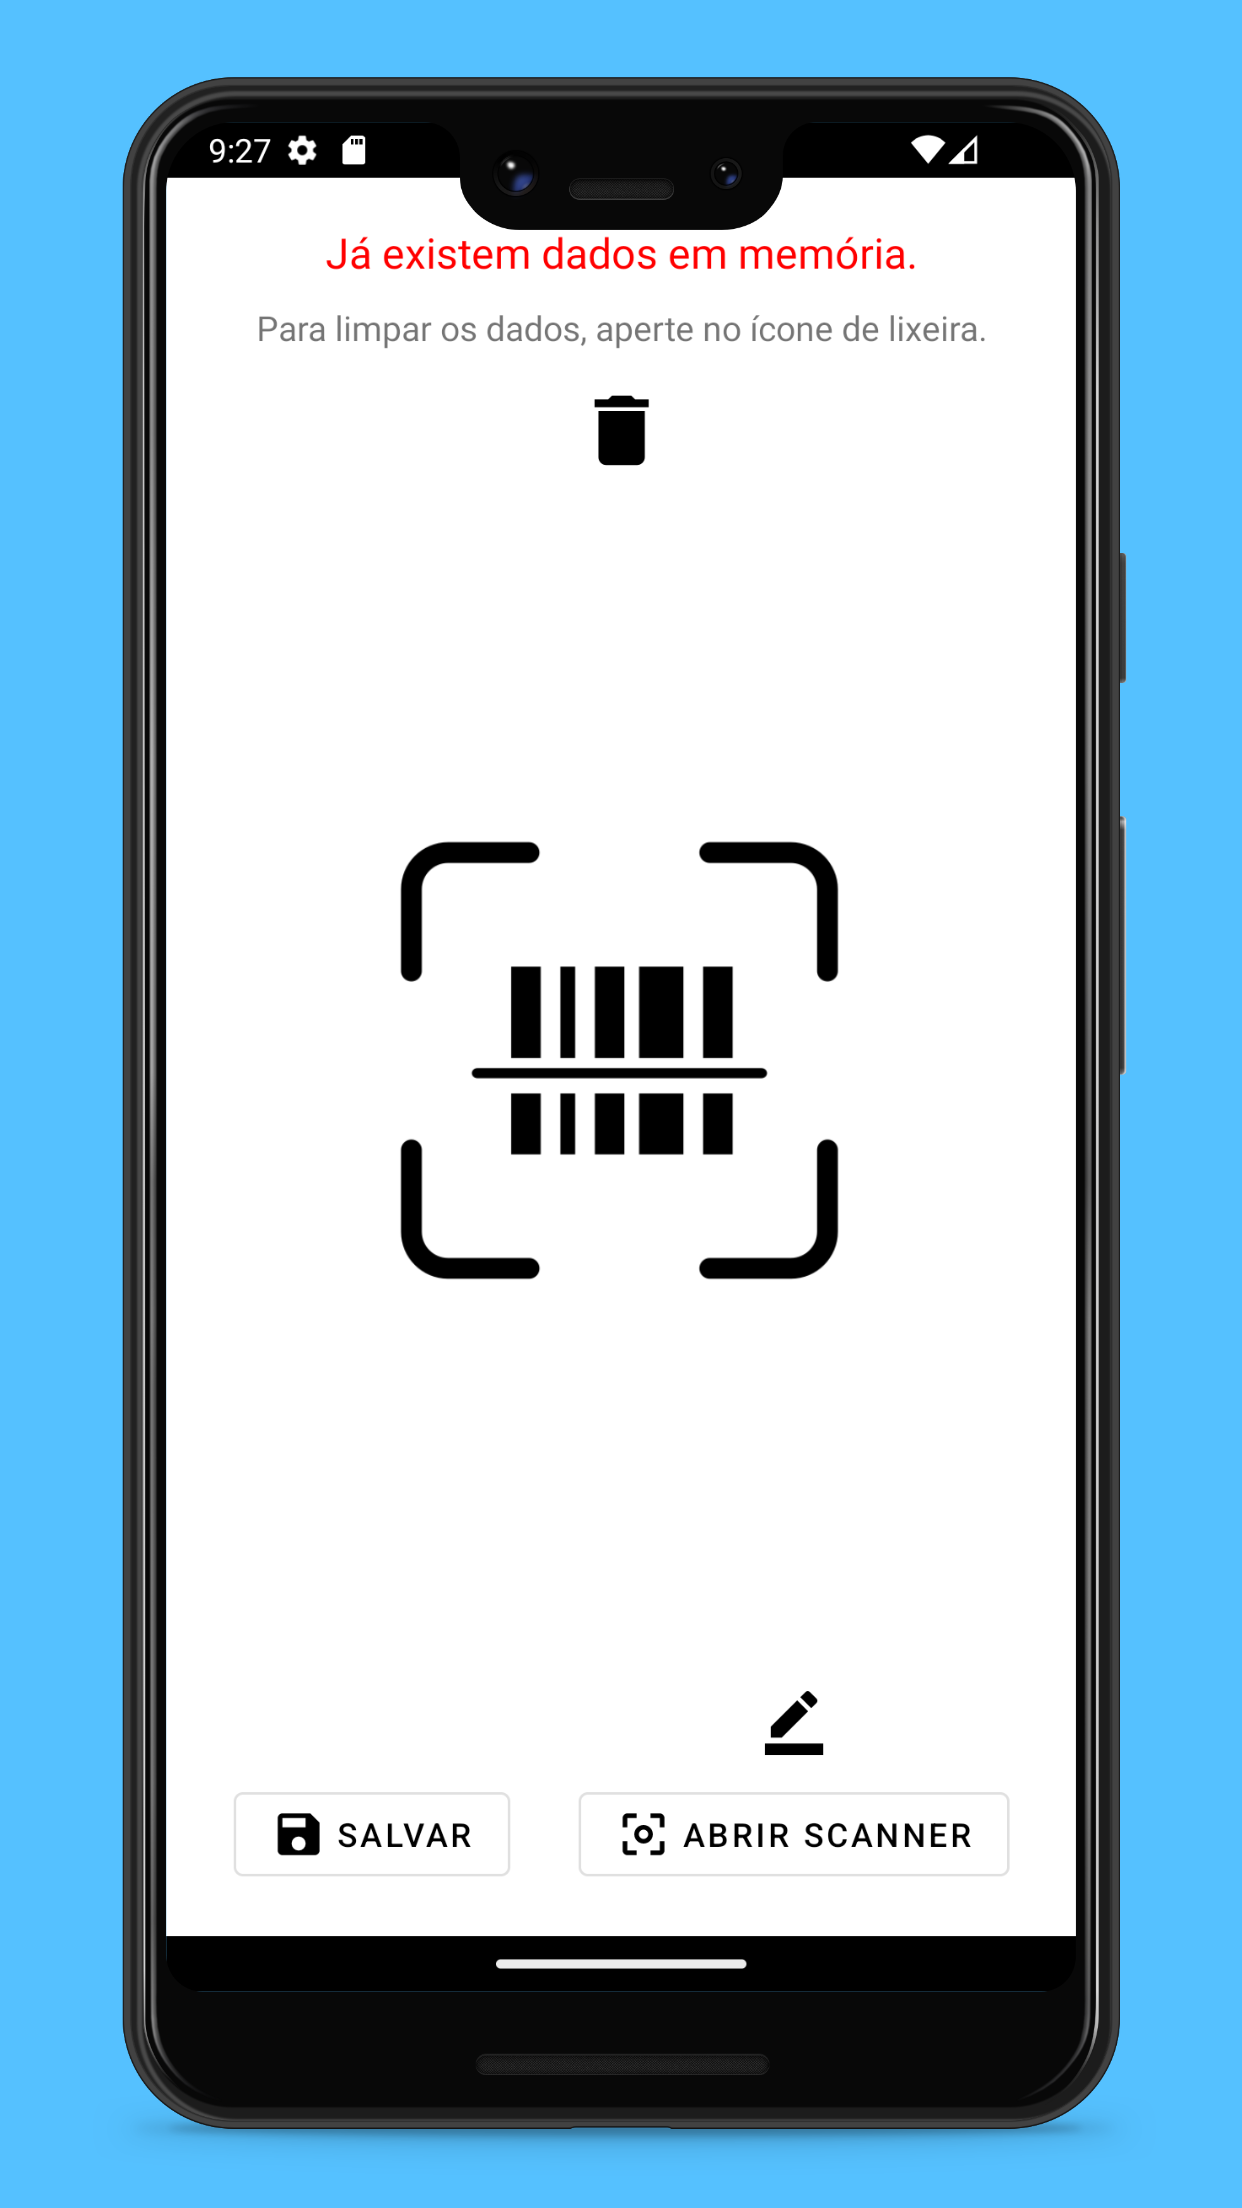 9:27
Já existem dados em memória.
Para limpar os dados, aperte no ícone de lixeira.
SALVAR
ABRIR SCANNER